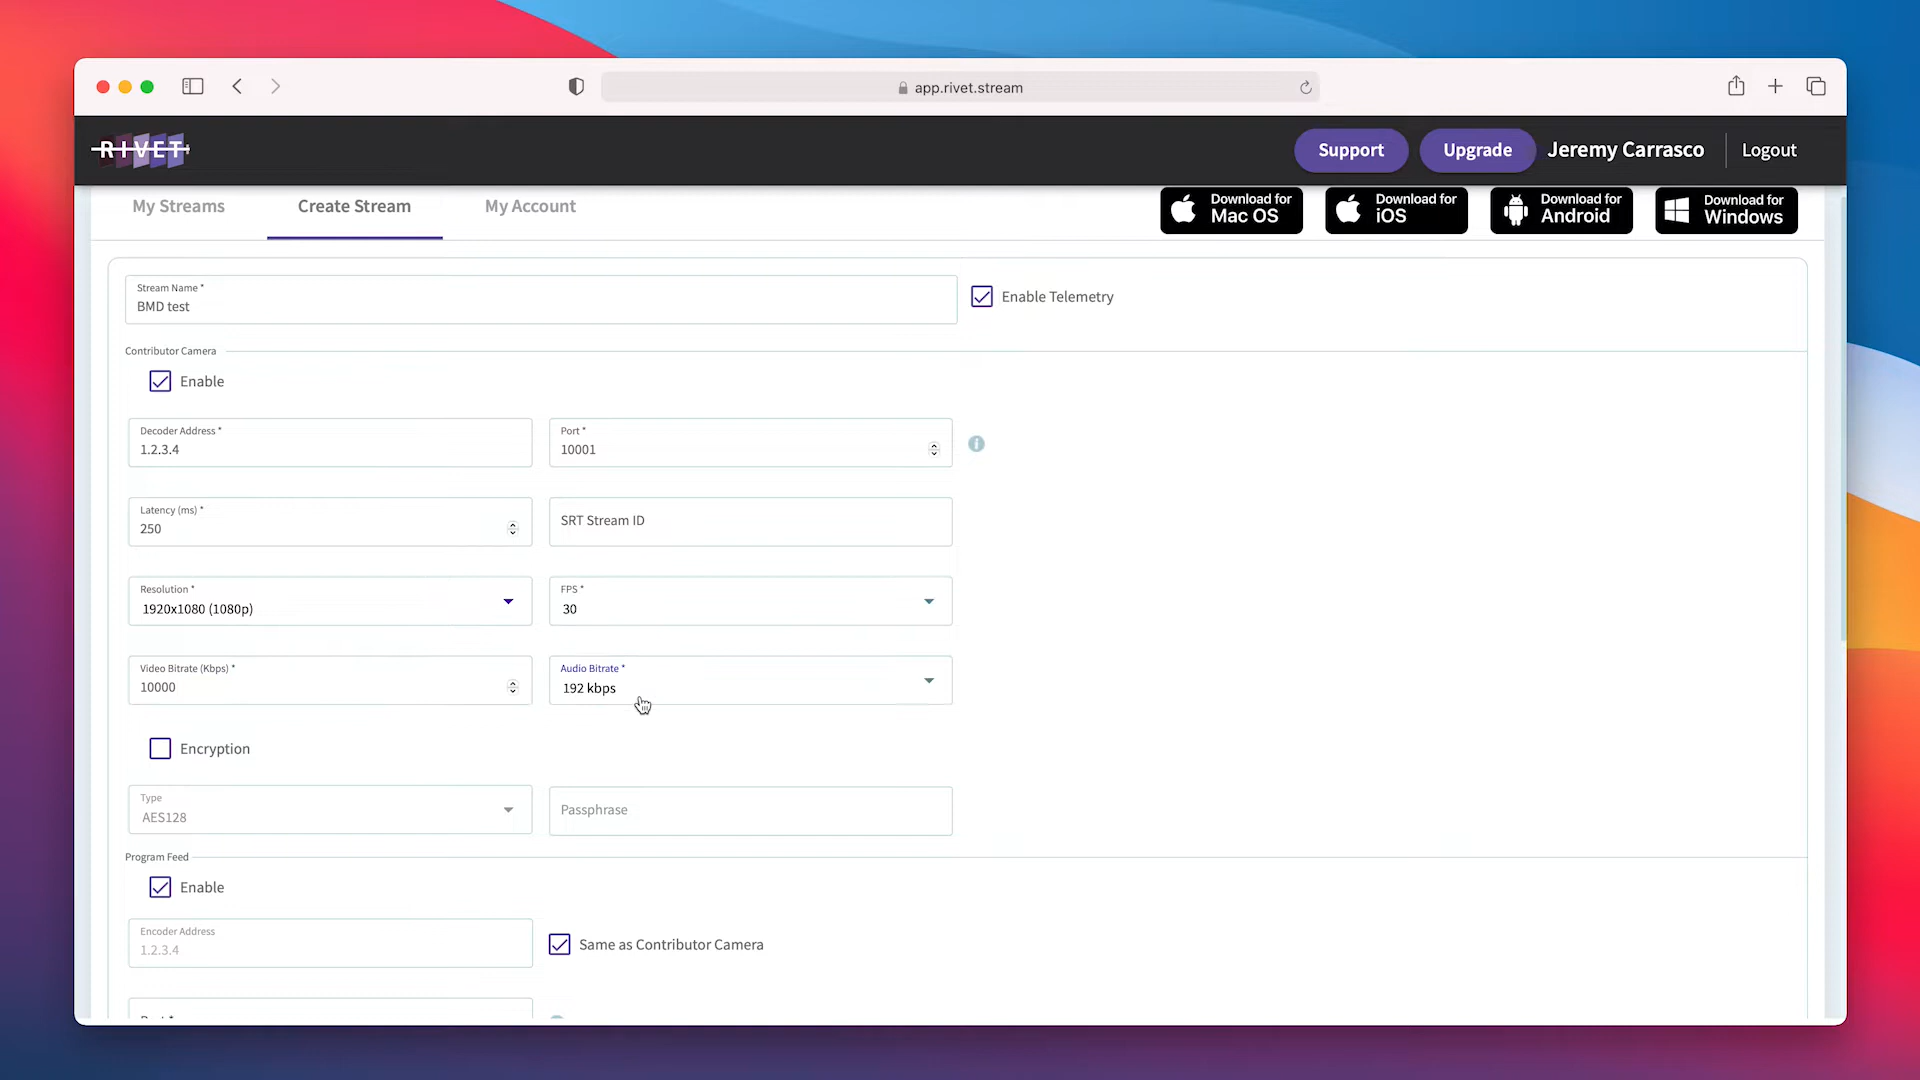 app.rivet.stream
RIVET
Support
Upgrade
Jeremy Carrasco
Logout
My Streams
Create Stream
My Account
Download for
Mac OS
Download for
iOS
Download for
Android
Download for
Windows
Stream Name *
BMD test
Enable Telemetry
Contributor Camera
Enable
Decoder Address *
1.2.3.4
Port *
10001
Latency (ms) *
250
SRT Stream ID
Resolution *
1920x1080 (1080p)
FPS *
30
Video Bitrate (Kbps) *
10000
Audio Bitrate *
192 kbps
Encryption
Type
AES128
Passphrase
Program Feed
Enable
Encoder Address
1.2.3.4
Same as Contributor Camera